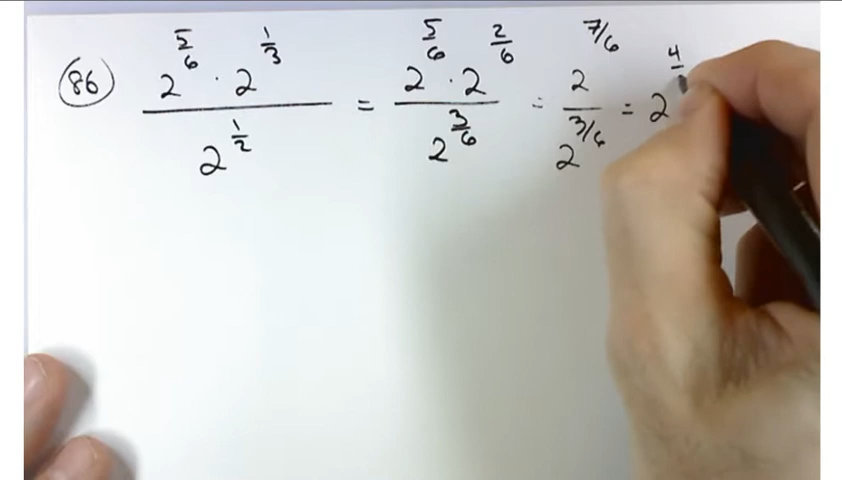 (86) 2^{5/6} · 2^{1/3} / 2^{1/2} = 2^{5/6} · 2^{2/6} / 2^{3/6} = 2^{7/6} / 2^{3/6} = 2^{4/